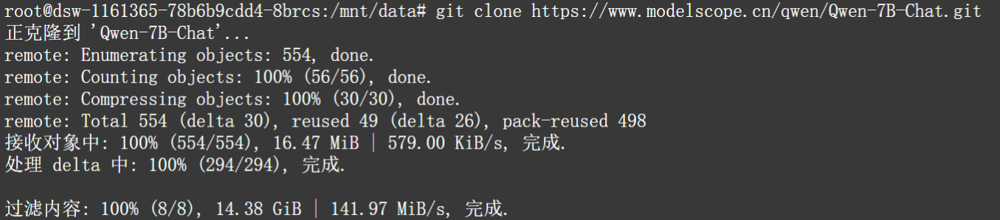 root@dsw-1161365-78b6b9cdd4-8brcs:/mnt/data# git clone https://www.modelscope.cn/qwen/Qwen-7B-Chat.git
正克隆到 'Qwen-7B-Chat'...
remote: Enumerating objects: 554, done.
remote: Counting objects: 100% (56/56), done.
remote: Compressing objects: 100% (30/30), done.
remote: Total 554 (delta 30), reused 49 (delta 26), pack-reused 498
接收对象中: 100% (554/554), 16.47 MiB | 579.00 KiB/s, 完成.
处理 delta 中: 100% (294/294), 完成.
过滤内容: 100% (8/8), 14.38 GiB | 141.97 MiB/s, 完成.